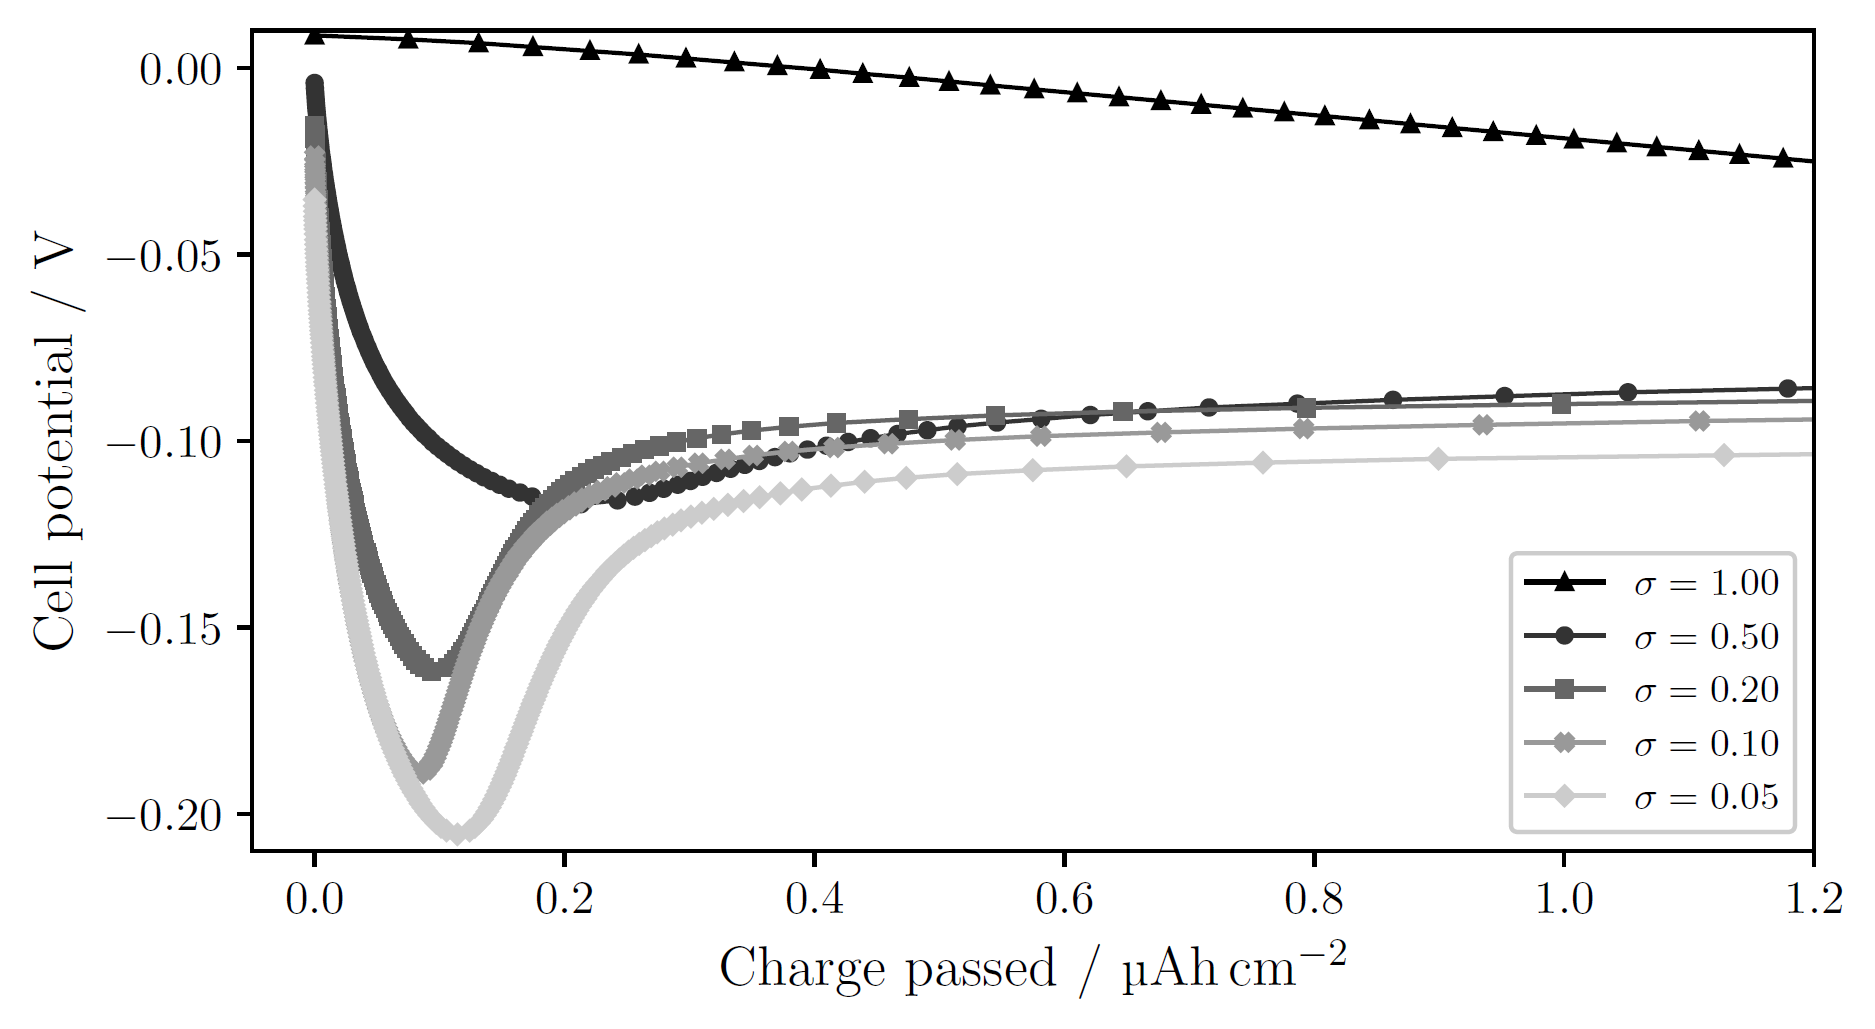 0.00
−0.05
−0.10
−0.15
−0.20
Cell potential / V
0.0 0.2 0.4 0.6 0.8 1.0 1.2
Charge passed / µAh cm⁻²
σ = 1.00
σ = 0.50
σ = 0.20
σ = 0.10
σ = 0.05